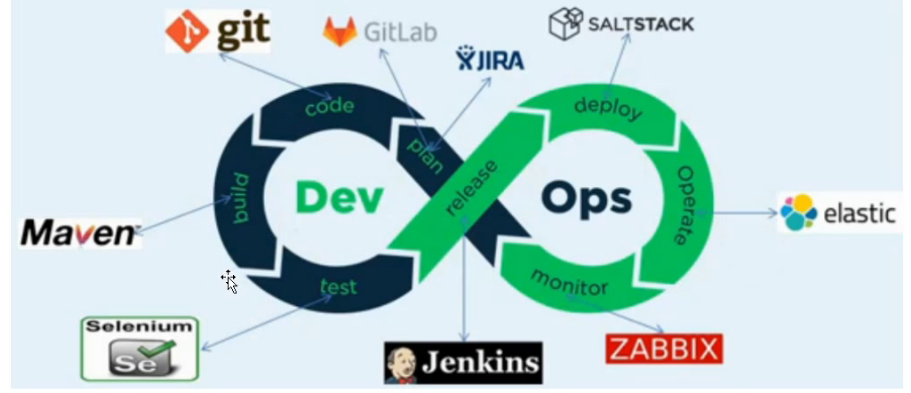 git
GitLab
JIRA
SALTSTACK
code
plan
build
Dev
test
release
deploy
Ops
Operate
monitor
Maven™
elastic
Selenium
Se
Jenkins
ZABBIX